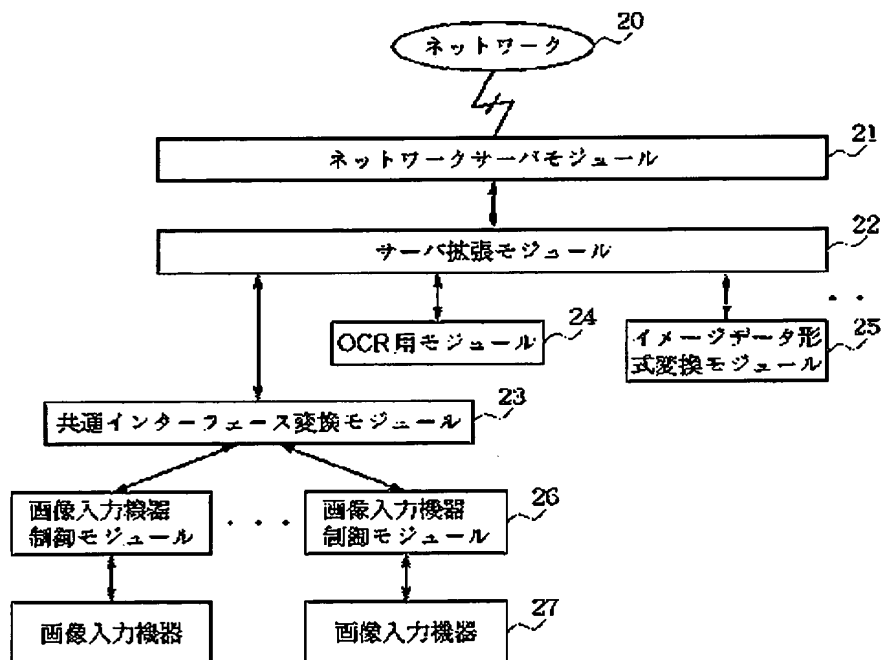 ネットワーク
20
ネットワークサーバモジュール
21
サーバ拡張モジュール
22
OCR用モジュール
24
イメージデータ形
式変換モジュール
25
共通インターフェース変換モジュール
23
画像入力機器
制御モジュール
画像入力機器
制御モジュール
26
画像入力機器
画像入力機器
27